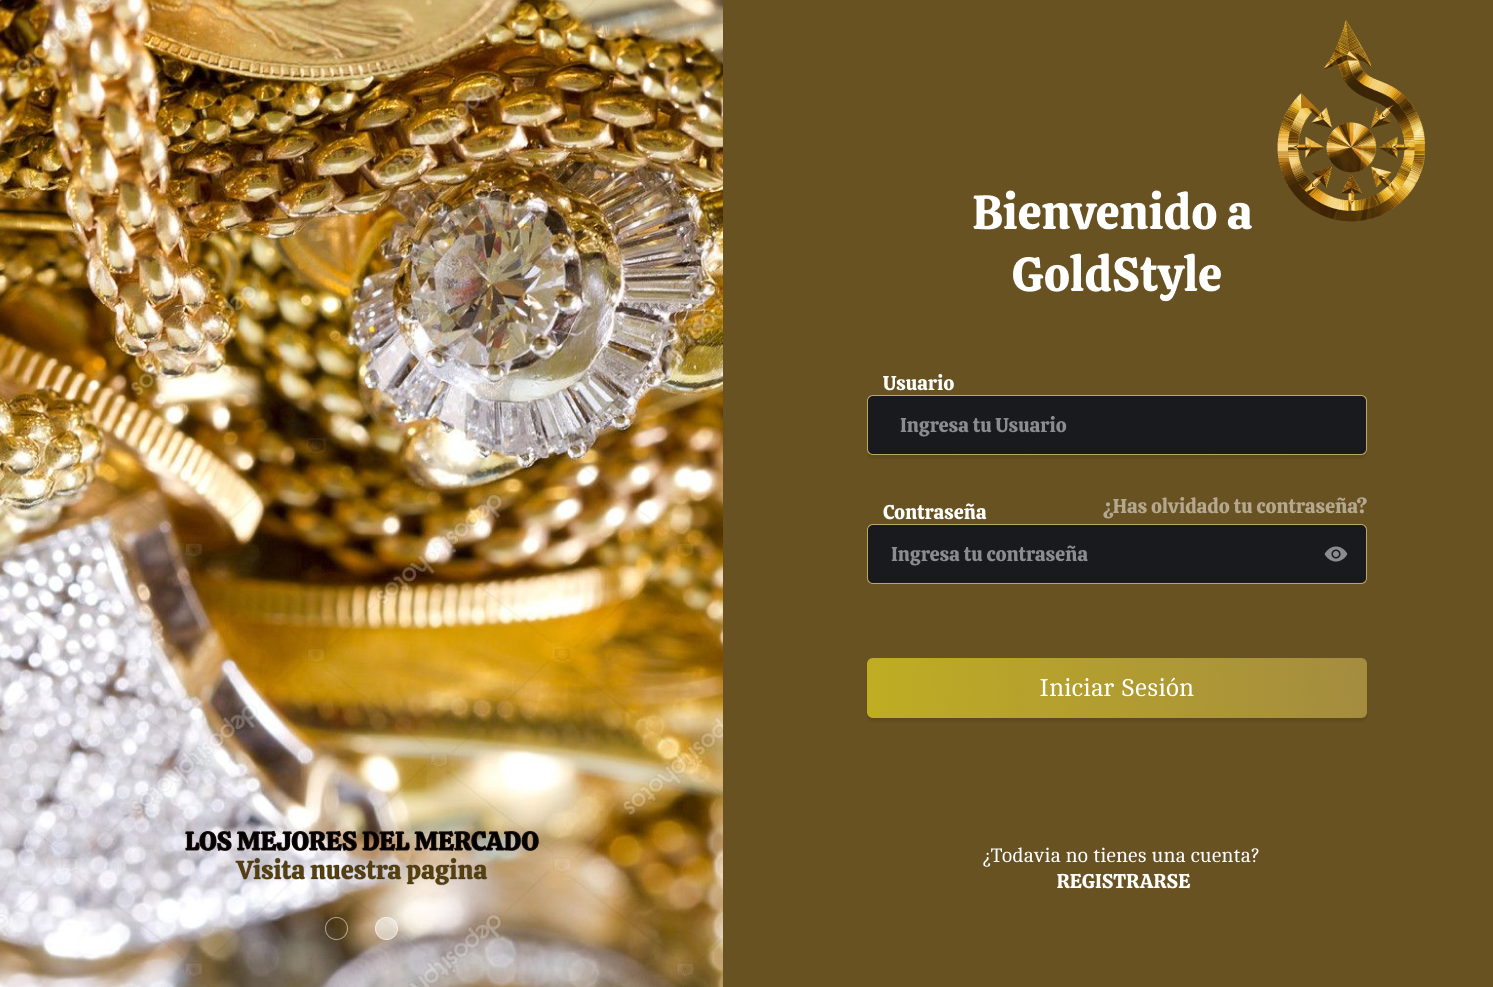 Bienvenido a
GoldStyle
Usuario
Ingresa tu Usuario
Contraseña
¿Has olvidado tu contraseña?
Ingresa tu contraseña
Iniciar Sesión
¿Todavia no tienes una cuenta?
REGISTRARSE
LOS MEJORES DEL MERCADO
Visita nuestra pagina
depositphotos